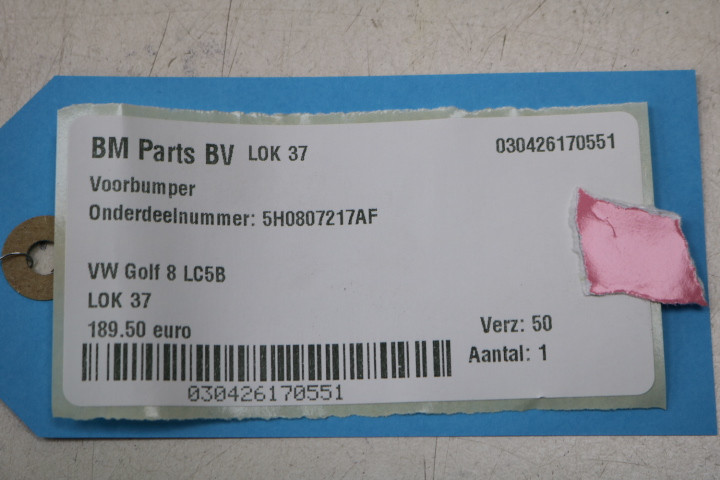 BM Parts BV LOK 37 030426170551
Voorbumper
Onderdeelnummer: 5H0807217AF
VW Golf 8 LC5B
LOK 37
189.50 euro
Verz: 50
Aantal: 1
030426170551